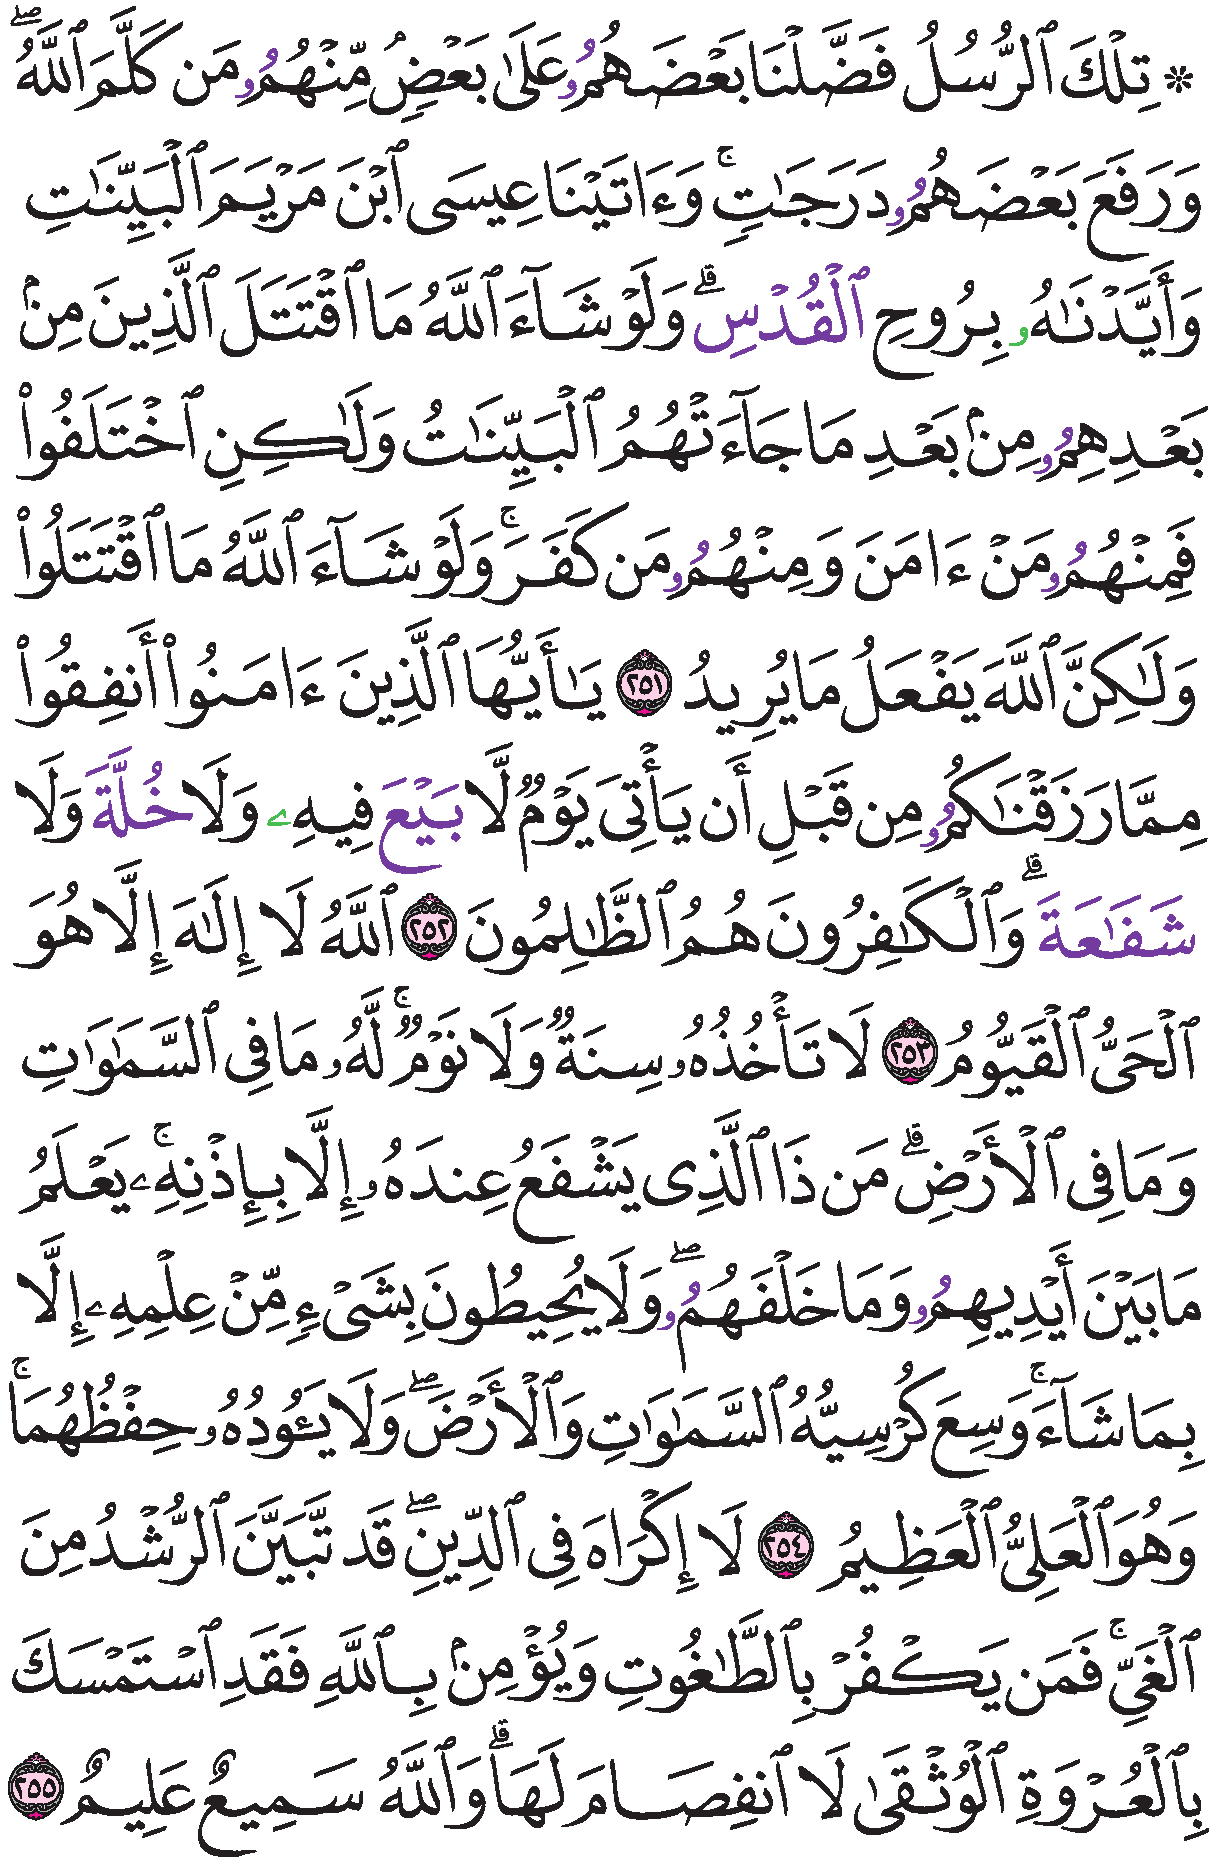 ۞ تِلْكَ ٱلرُّسُلُ فَضَّلْنَا بَعْضَهُمُۥ عَلَىٰ بَعْضٖۘ مِّنْهُمُۥ مَن كَلَّمَ ٱللَّهُۖ
وَرَفَعَ بَعْضَهُمُۥ دَرَجَٰتٖۚ وَءَاتَيْنَا عِيسَى ٱبْنَ مَرْيَمَ ٱلْبَيِّنَٰتِ
وَأَيَّدْنَٰهُۥ بِرُوحِ ٱلْقُدْسِۗ وَلَوْ شَآءَ ٱللَّهُ مَا ٱقْتَتَلَ ٱلَّذِينَ مِنۢ
بَعْدِهِمُۥ مِنۢ بَعْدِ مَا جَآءَتْهُمُ ٱلْبَيِّنَٰتُ وَلَٰكِنِ ٱخْتَلَفُواْ
فَمِنْهُمُۥ مَنْ ءَامَنَ وَمِنْهُمُۥ مَن كَفَرَۚ وَلَوْ شَآءَ ٱللَّهُ مَا ٱقْتَتَلُواْ
وَلَٰكِنَّ ٱللَّهَ يَفْعَلُ مَا يُرِيدُ ٢٥١ يَٰأَيُّهَا ٱلَّذِينَ ءَامَنُواْ أَنفِقُواْ
مِمَّا رَزَقْنَٰكُمُۥ مِن قَبْلِ أَن يَأْتِىَ يَوْمٞ لَّا بَيْعَ فِيهِۦ وَلَا خُلَّةَ وَلَا
شَفَٰعَةَۗ وَٱلْكَٰفِرُونَ هُمُ ٱلظَّٰلِمُونَ ٢٥٢ ٱللَّهُ لَا إِلَٰهَ إِلَّا هُوَ
ٱلْحَىُّ ٱلْقَيُّومُ ٢٥٣ لَا تَأْخُذُهُۥ سِنَةٞ وَلَا نَوْمٞۚ لَّهُۥ مَا فِى ٱلسَّمَٰوَٰتِ
وَمَا فِى ٱلْأَرْضِۗ مَن ذَا ٱلَّذِى يَشْفَعُ عِندَهُۥ إِلَّا بِإِذْنِهِۦۚ يَعْلَمُ
مَا بَيْنَ أَيْدِيهِمُۥ وَمَا خَلْفَهُمُۥۖ وَلَا يُحِيطُونَ بِشَىْءٖ مِّنْ عِلْمِهِۦ إِلَّا
بِمَا شَآءَۚ وَسِعَ كُرْسِيُّهُ ٱلسَّمَٰوَٰتِ وَٱلْأَرْضَۖ وَلَا يَـُٔودُهُۥ حِفْظُهُمَاۚ
وَهُوَ ٱلْعَلِىُّ ٱلْعَظِيمُ ٢٥٤ لَا إِكْرَاهَ فِى ٱلدِّينِۖ قَد تَّبَيَّنَ ٱلرُّشْدُ مِنَ
ٱلْغَىِّۚ فَمَن يَكْفُرْ بِٱلطَّٰغُوتِ وَيُؤْمِنۢ بِٱللَّهِ فَقَدِ ٱسْتَمْسَكَ
بِٱلْعُرْوَةِ ٱلْوُثْقَىٰ لَا ٱنفِصَامَ لَهَاۗ وَٱللَّهُ سَمِيعٌ عَلِيمٌ ٢٥٥